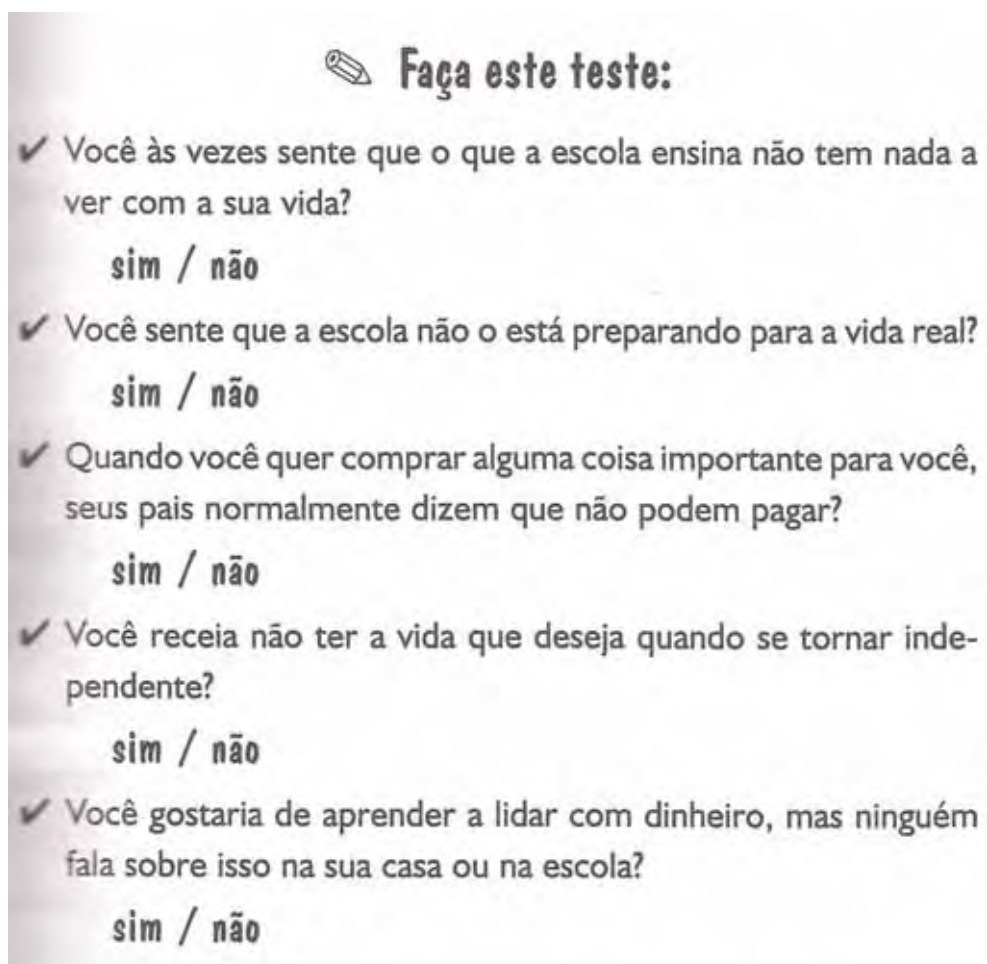 Faça este teste:
Você às vezes sente que o que a escola ensina não tem nada a
ver com a sua vida?
sim / não
Você sente que a escola não o está preparando para a vida real?
sim / não
Quando você quer comprar alguma coisa importante para você,
seus pais normalmente dizem que não podem pagar?
sim / não
Você receia não ter a vida que deseja quando se tornar inde-
pendente?
sim / não
Você gostaria de aprender a lidar com dinheiro, mas ninguém
fala sobre isso na sua casa ou na escola?
sim / não